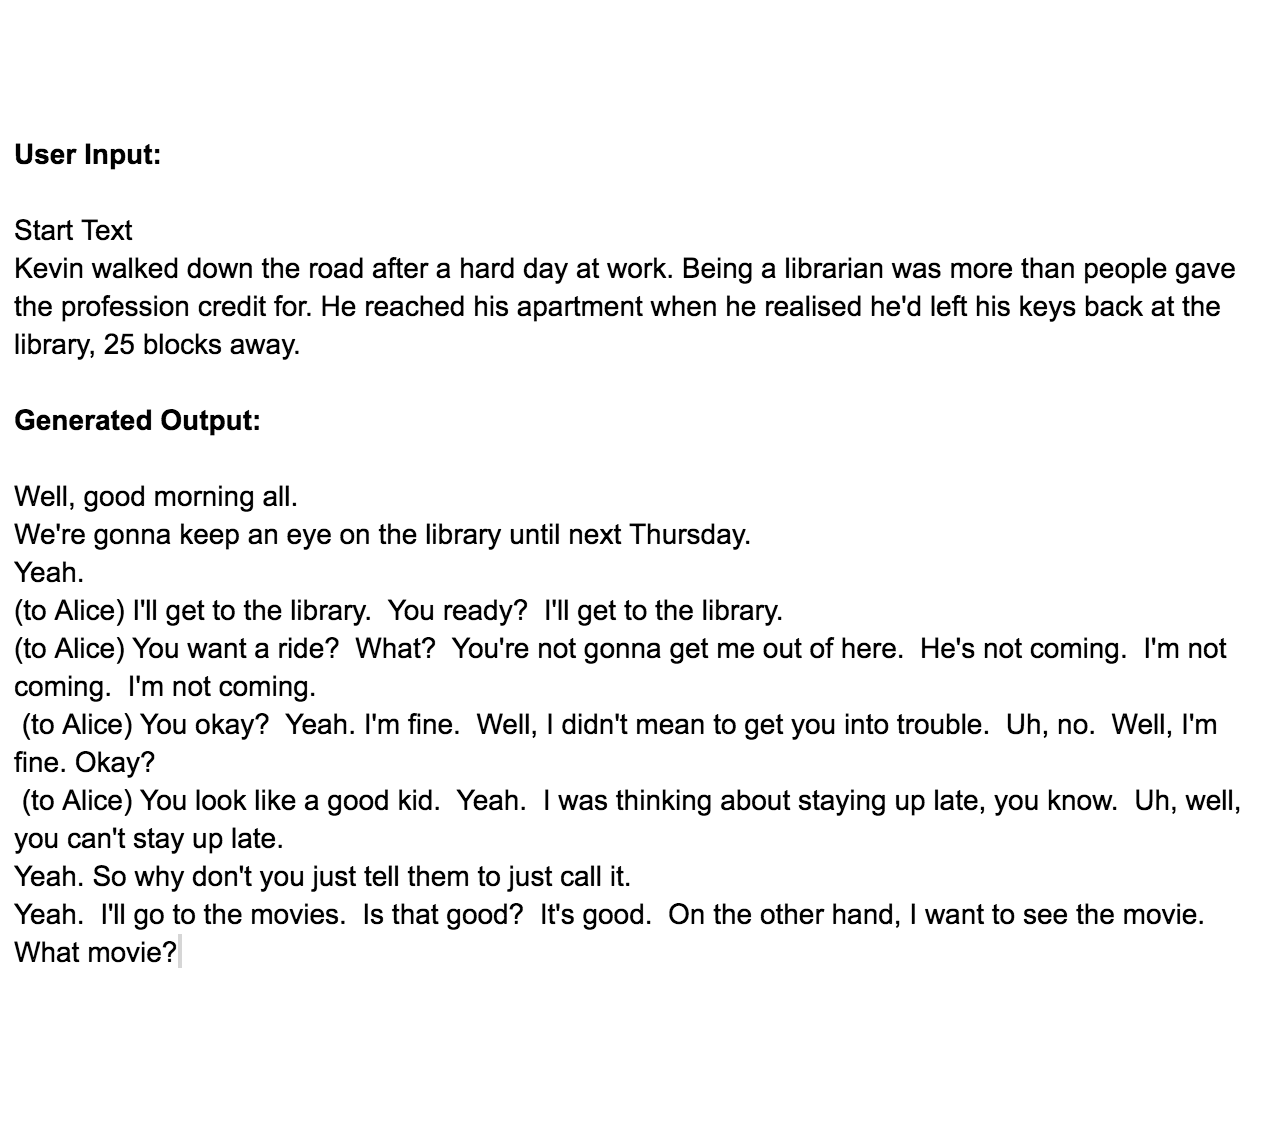 User Input:
Start Text
Kevin walked down the road after a hard day at work. Being a librarian was more than people gave
the profession credit for. He reached his apartment when he realised he'd left his keys back at the
library, 25 blocks away.
Generated Output:
Well, good morning all.
We're gonna keep an eye on the library until next Thursday.
Yeah.
(to Alice) I'll get to the library.  You ready?  I'll get to the library.
(to Alice) You want a ride?  What?  You're not gonna get me out of here.  He's not coming.  I'm not
coming.  I'm not coming.
(to Alice) You okay?  Yeah. I'm fine.  Well, I didn't mean to get you into trouble.  Uh, no.  Well, I'm
fine. Okay?
(to Alice) You look like a good kid.  Yeah.  I was thinking about staying up late, you know.  Uh, well,
you can't stay up late.
Yeah. So why don't you just tell them to just call it.
Yeah.  I'll go to the movies.  Is that good?  It's good.  On the other hand, I want to see the movie.
What movie?